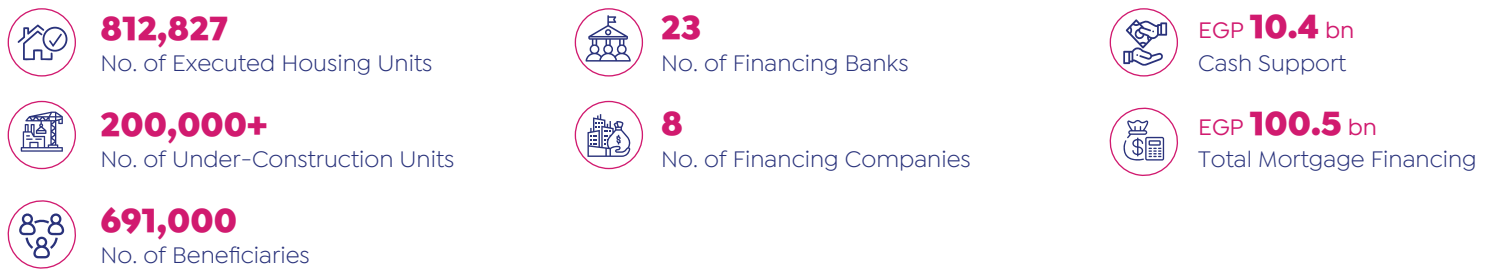 812,827
No. of Executed Housing Units
200,000+
No. of Under-Construction Units
691,000
No. of Beneficiaries
23
No. of Financing Banks
8
No. of Financing Companies
EGP 10.4 bn
Cash Support
EGP 100.5 bn
Total Mortgage Financing